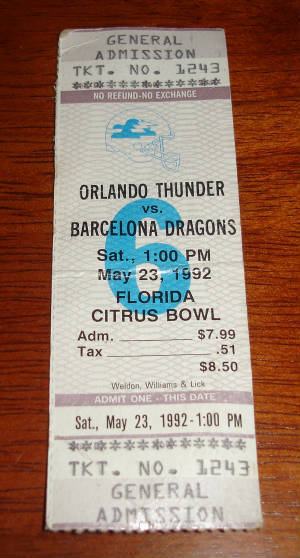 GENERAL
ADMISSION
TKT. NO. 1243
**********************
NO REFUND-NO EXCHANGE
6
ORLANDO THUNDER
vs.
BARCELONA DRAGONS
Sat., 1:00 PM
May 23, 1992
FLORIDA
CITRUS BOWL
Adm. __________ $7.99
Tax __________ .51
$8.50
Weldon, Williams & Lick
ADMIT ONE - THIS DATE
Sat., May 23, 1992-1:00 PM
**********************
TKT. NO. 1243
GENERAL
ADMISSION